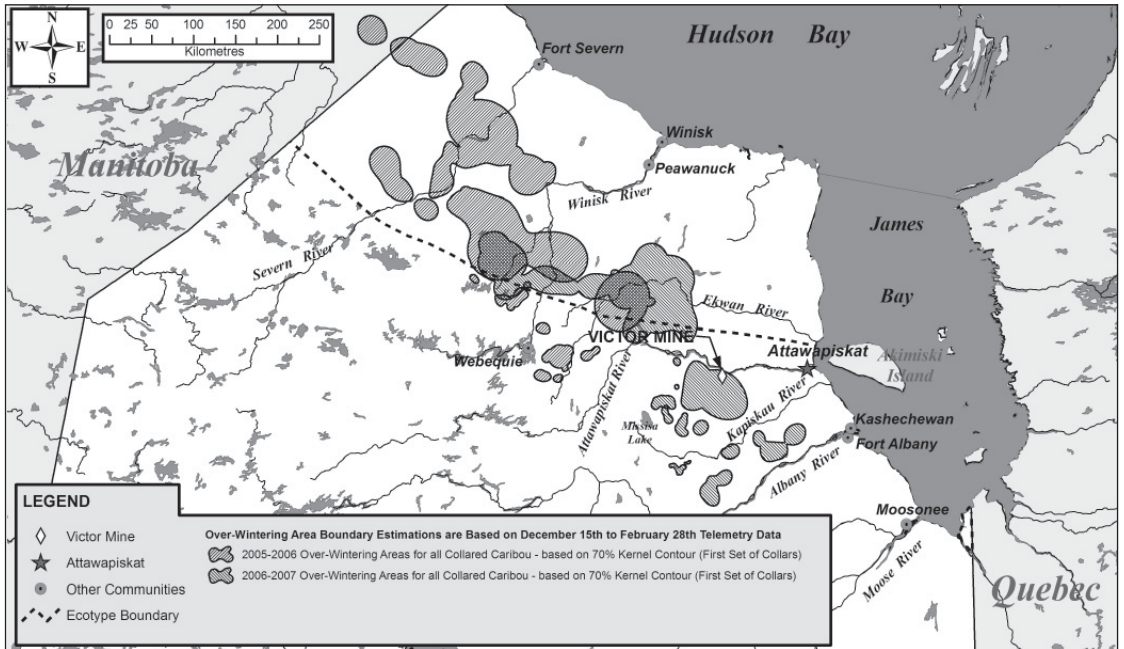 N
W E
S
0 25 50 100 150 200 250
Kilometres
Hudson Bay
Fort Severn
Manitoba
Winisk
Peawanuck
Winisk River
Severn River
James
Bay
Ekwan River
VICTOR MINE
Attawapiskat
Webequie
Akimiski
Island
Attawapiskat River
Kapiskau River
Missisa
Lake
Kashechewan
Fort Albany
Albany River
Moosonee
Moose River
Quebec
LEGEND
Victor Mine
Attawapiskat
Other Communities
Ecotype Boundary
Over-Wintering Area Boundary Estimations are Based on December 15th to February 28th Telemetry Data
2005-2006 Over-Wintering Areas for all Collared Caribou - based on 70% Kernel Contour (First Set of Collars)
2006-2007 Over-Wintering Areas for all Collared Caribou - based on 70% Kernel Contour (First Set of Collars)